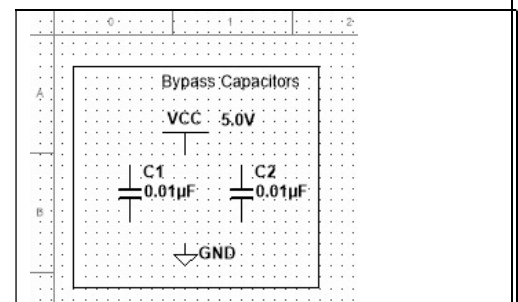 0 1 2
A
Bypass Capacitors
VCC 5.0V
C1 C2
0.01µF 0.01µF
B
GND